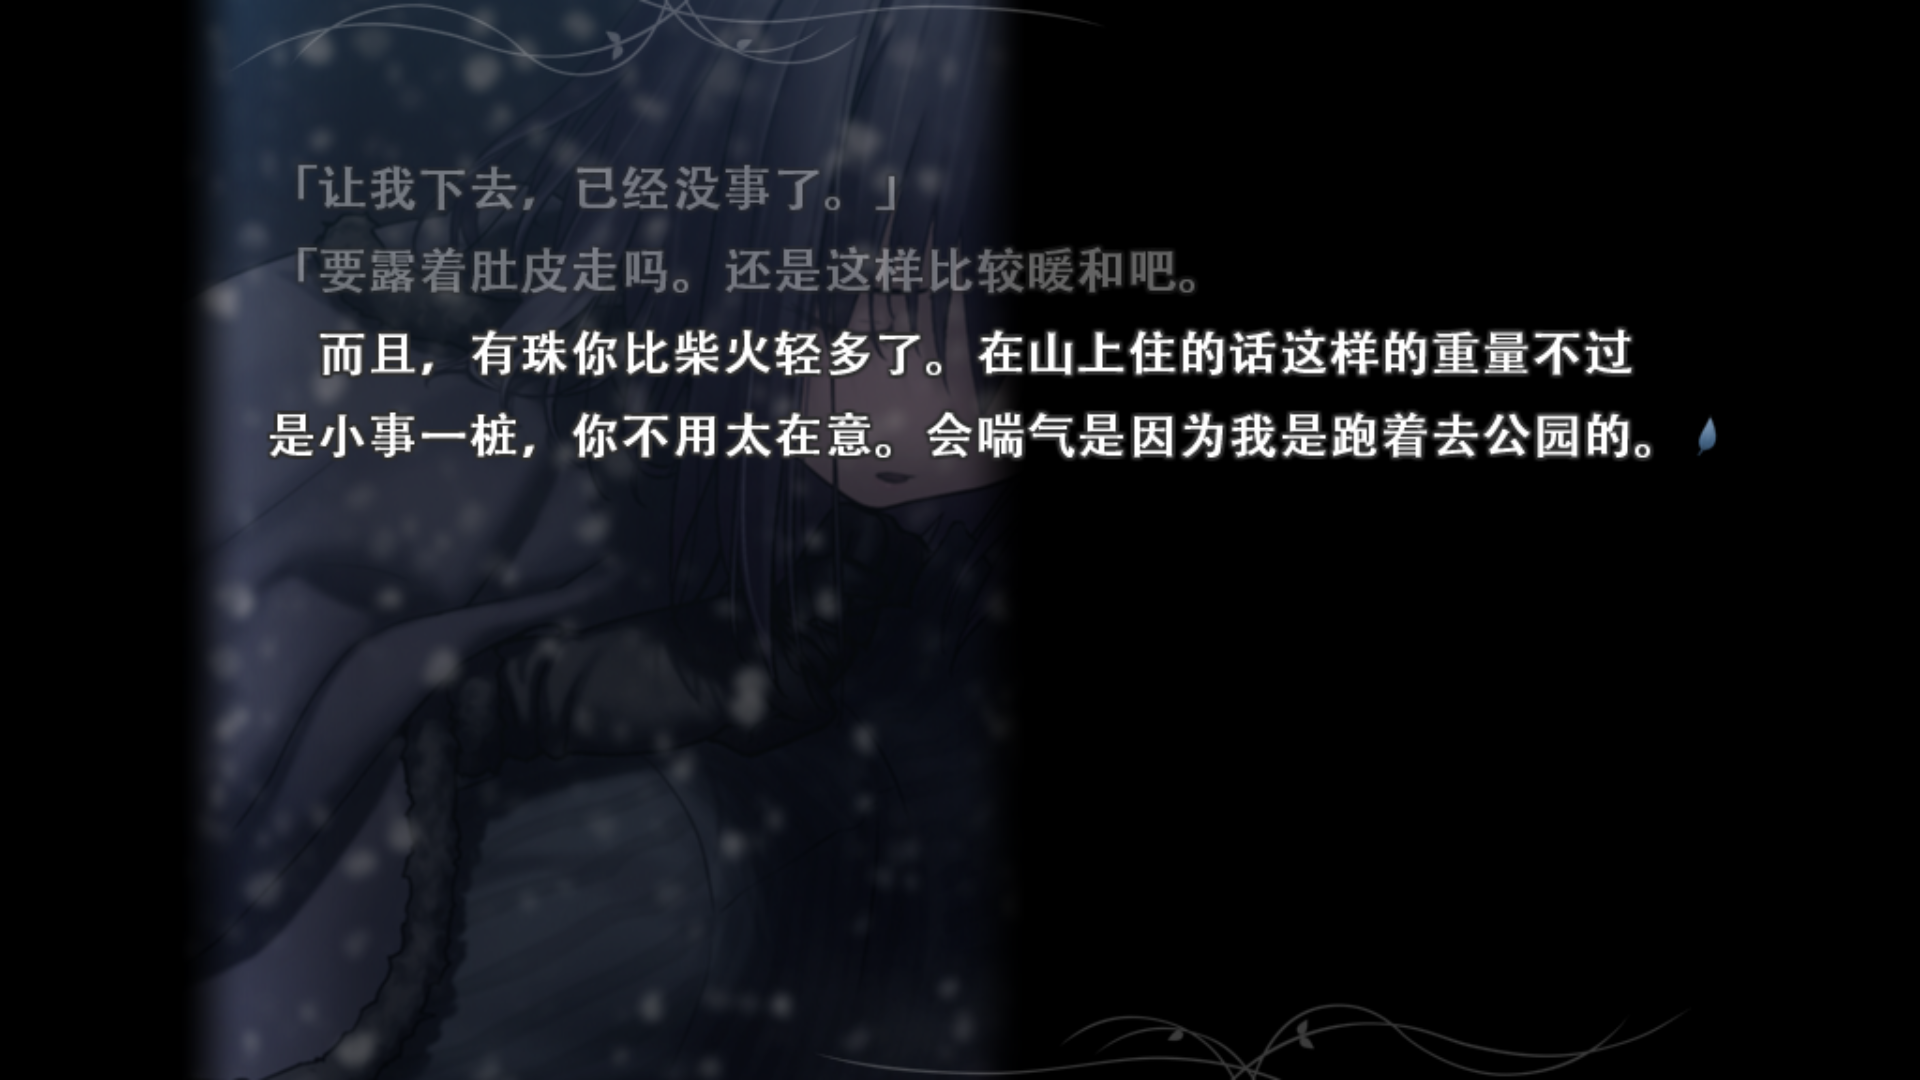 「让我下去，已经没事了。」
「要露着肚皮走吗。还是这样比较暖和吧。
而且，有珠你比柴火轻多了。在山上住的话这样的重量不过
是小事一桩，你不用太在意。会喘气是因为我是跑着去公园的。